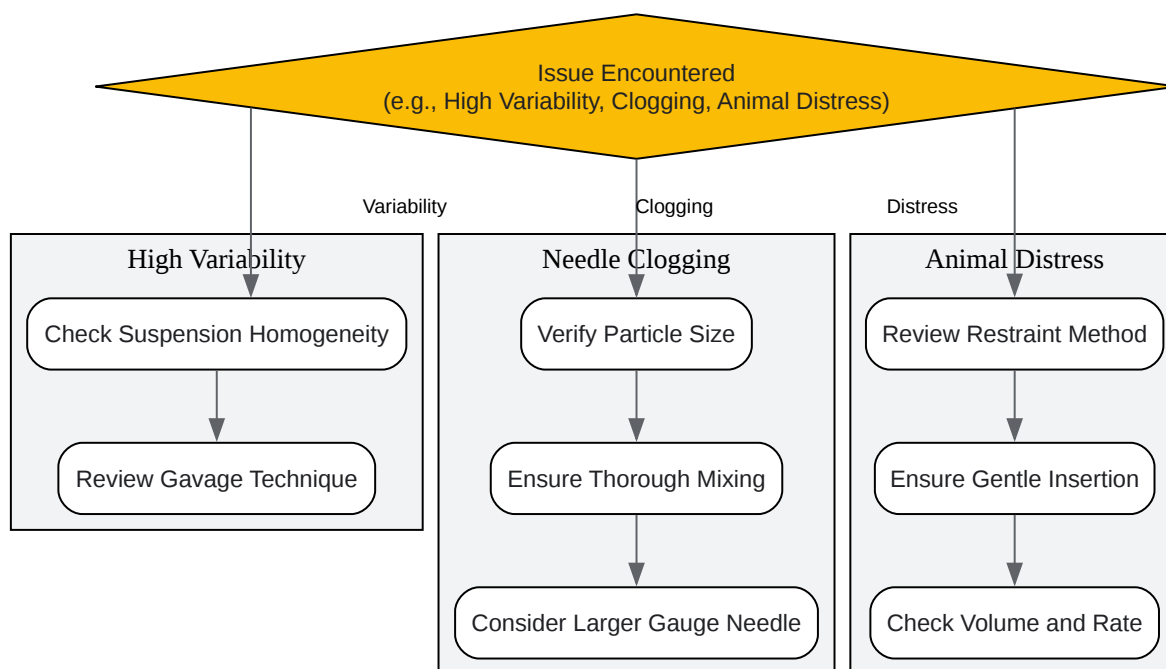 Issue Encountered
(e.g., High Variability, Clogging, Animal Distress)
Variability
Clogging
Distress
High Variability
Check Suspension Homogeneity
Review Gavage Technique
Needle Clogging
Verify Particle Size
Ensure Thorough Mixing
Consider Larger Gauge Needle
Animal Distress
Review Restraint Method
Ensure Gentle Insertion
Check Volume and Rate